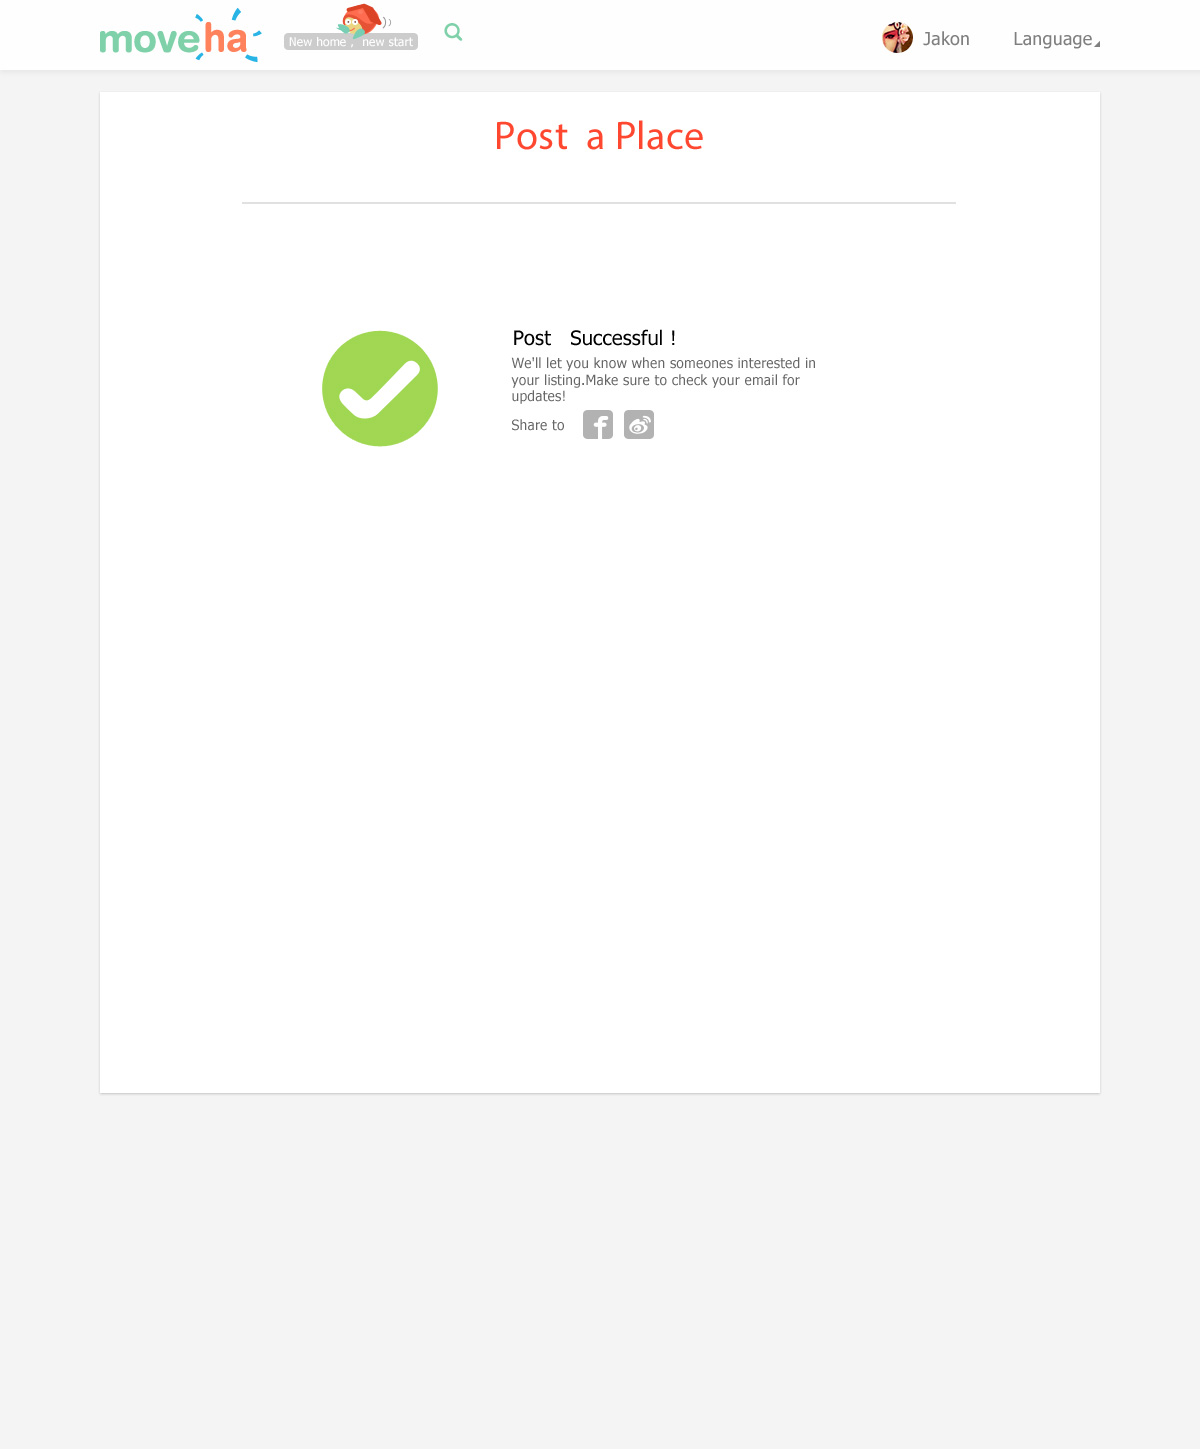 moveha
New home , new start
Jakon
Language
Post a Place
Post Successful !
We'll let you know when someones interested in
your listing.Make sure to check your email for
updates!
Share to